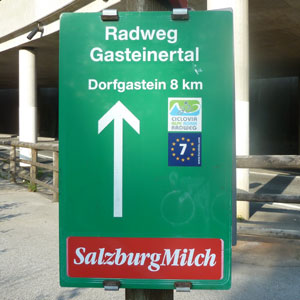 Radweg
Gasteinertal
Dorfgastein 8 km
CICLOVIA
ALPE ADRIA
RADWEG
7
SalzburgMilch